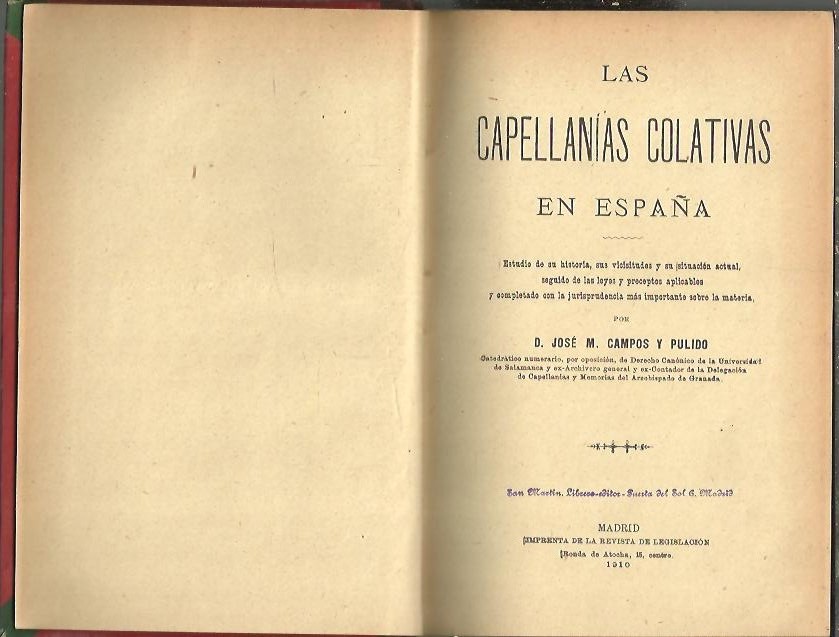 LAS
CAPELLANÍAS COLATIVAS
EN ESPAÑA
Estudio de su historia, sus vicisitudes y su situación actual,
seguido de las leyes y preceptos aplicables
y completado con la jurisprudencia más importante sobre la materia,
POR
D. JOSÉ M. CAMPOS Y PULIDO
Catedrático numerario, por oposición, de Derecho Canónico de la Universidad
de Salamanca y ex-Archivero general y ex-Contador de la Delegación
de Capellanías y Memorias del Arzobispado de Granada.
San Martín. Librero-editor-Puerta del Sol 6. Madrid
MADRID
IMPRENTA DE LA REVISTA DE LEGISLACIÓN
Ronda de Atocha, 15, centro.
1910